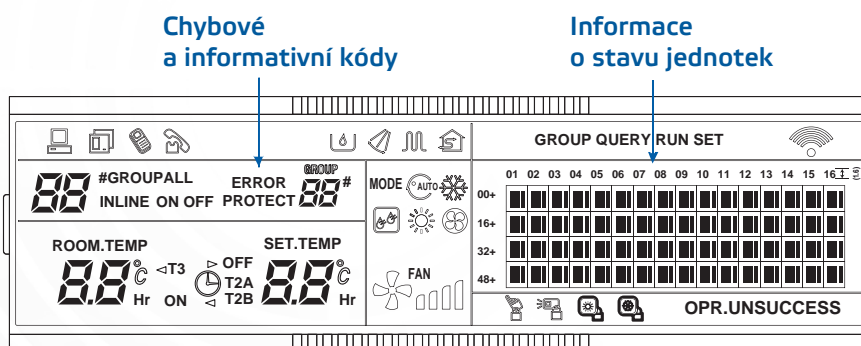 Chybové
a informativní kódy
Informace
o stavu jednotek
GROUP QUERY RUN SET
88 #GROUPALL
INLINE ON OFF
ERROR
PROTECT
GROUP
88 #
MODE
AUTO
01 02 03 04 05 06 07 08 09 10 11 12 13 14 15 16
00+
16+
32+
48+
ROOM.TEMP
8.8 °C
Hr
T3
ON
OFF
T2A
T2B
SET.TEMP
8.8 °C
Hr
FAN
OPR.UNSUCCESS